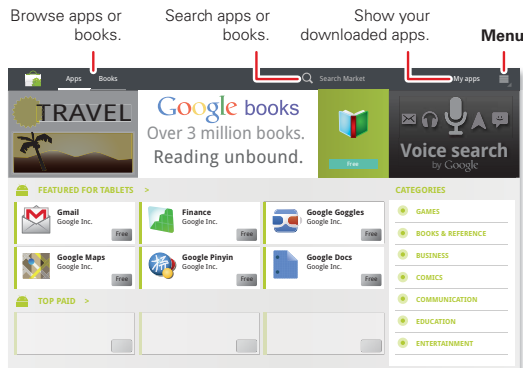 Browse apps or
books.
Search apps or
books.
Show your
downloaded apps.
Menu
Apps Books
Search Market
My apps
TRAVEL
Google books
Over 3 million books.
Reading unbound.
Free
Voice search
by Google
FEATURED FOR TABLETS >
Gmail
Google Inc.
Free
Finance
Google Inc.
Free
Google Goggles
Google Inc.
Free
Google Maps
Google Inc.
Free
Google Pinyin
Google Inc.
Free
Google Docs
Google Inc.
Free
TOP PAID >
CATEGORIES
GAMES
BOOKS & REFERENCE
BUSINESS
COMICS
COMMUNICATION
EDUCATION
ENTERTAINMENT